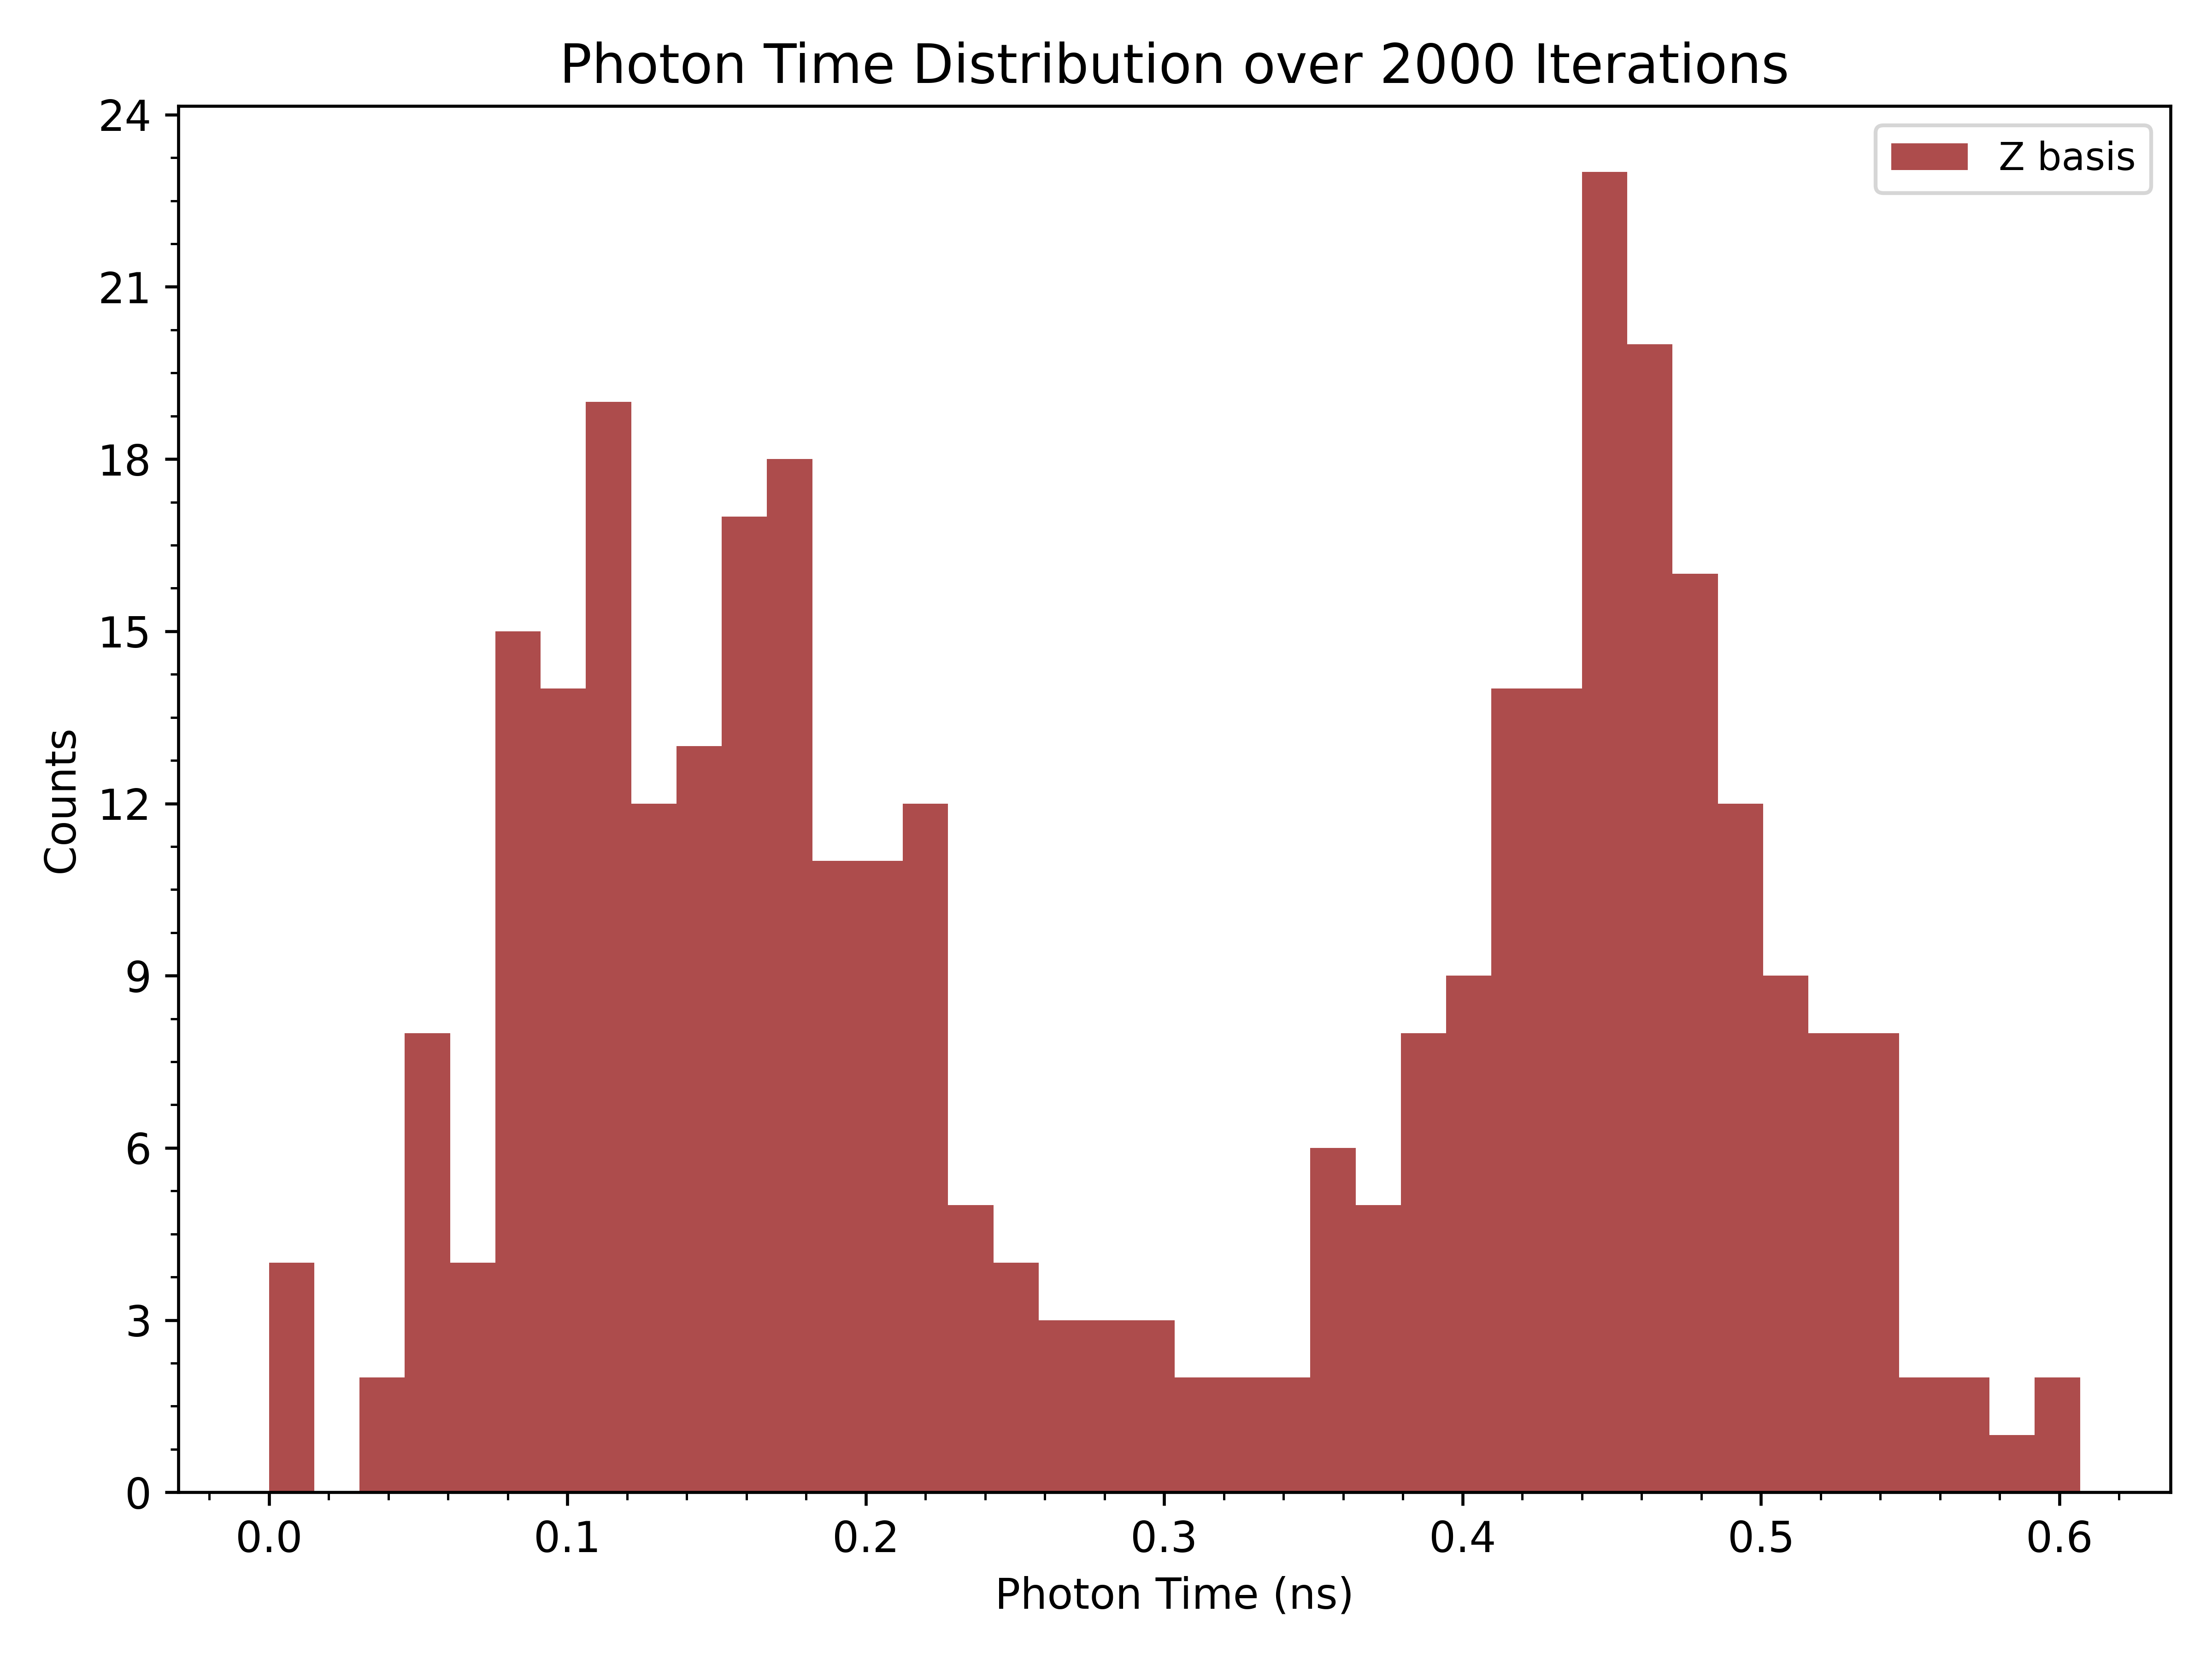 Photon Time Distribution over 2000 Iterations
Z basis
24
21
18
15
12
9
6
3
0
Counts
0.0 0.1 0.2 0.3 0.4 0.5 0.6
Photon Time (ns)